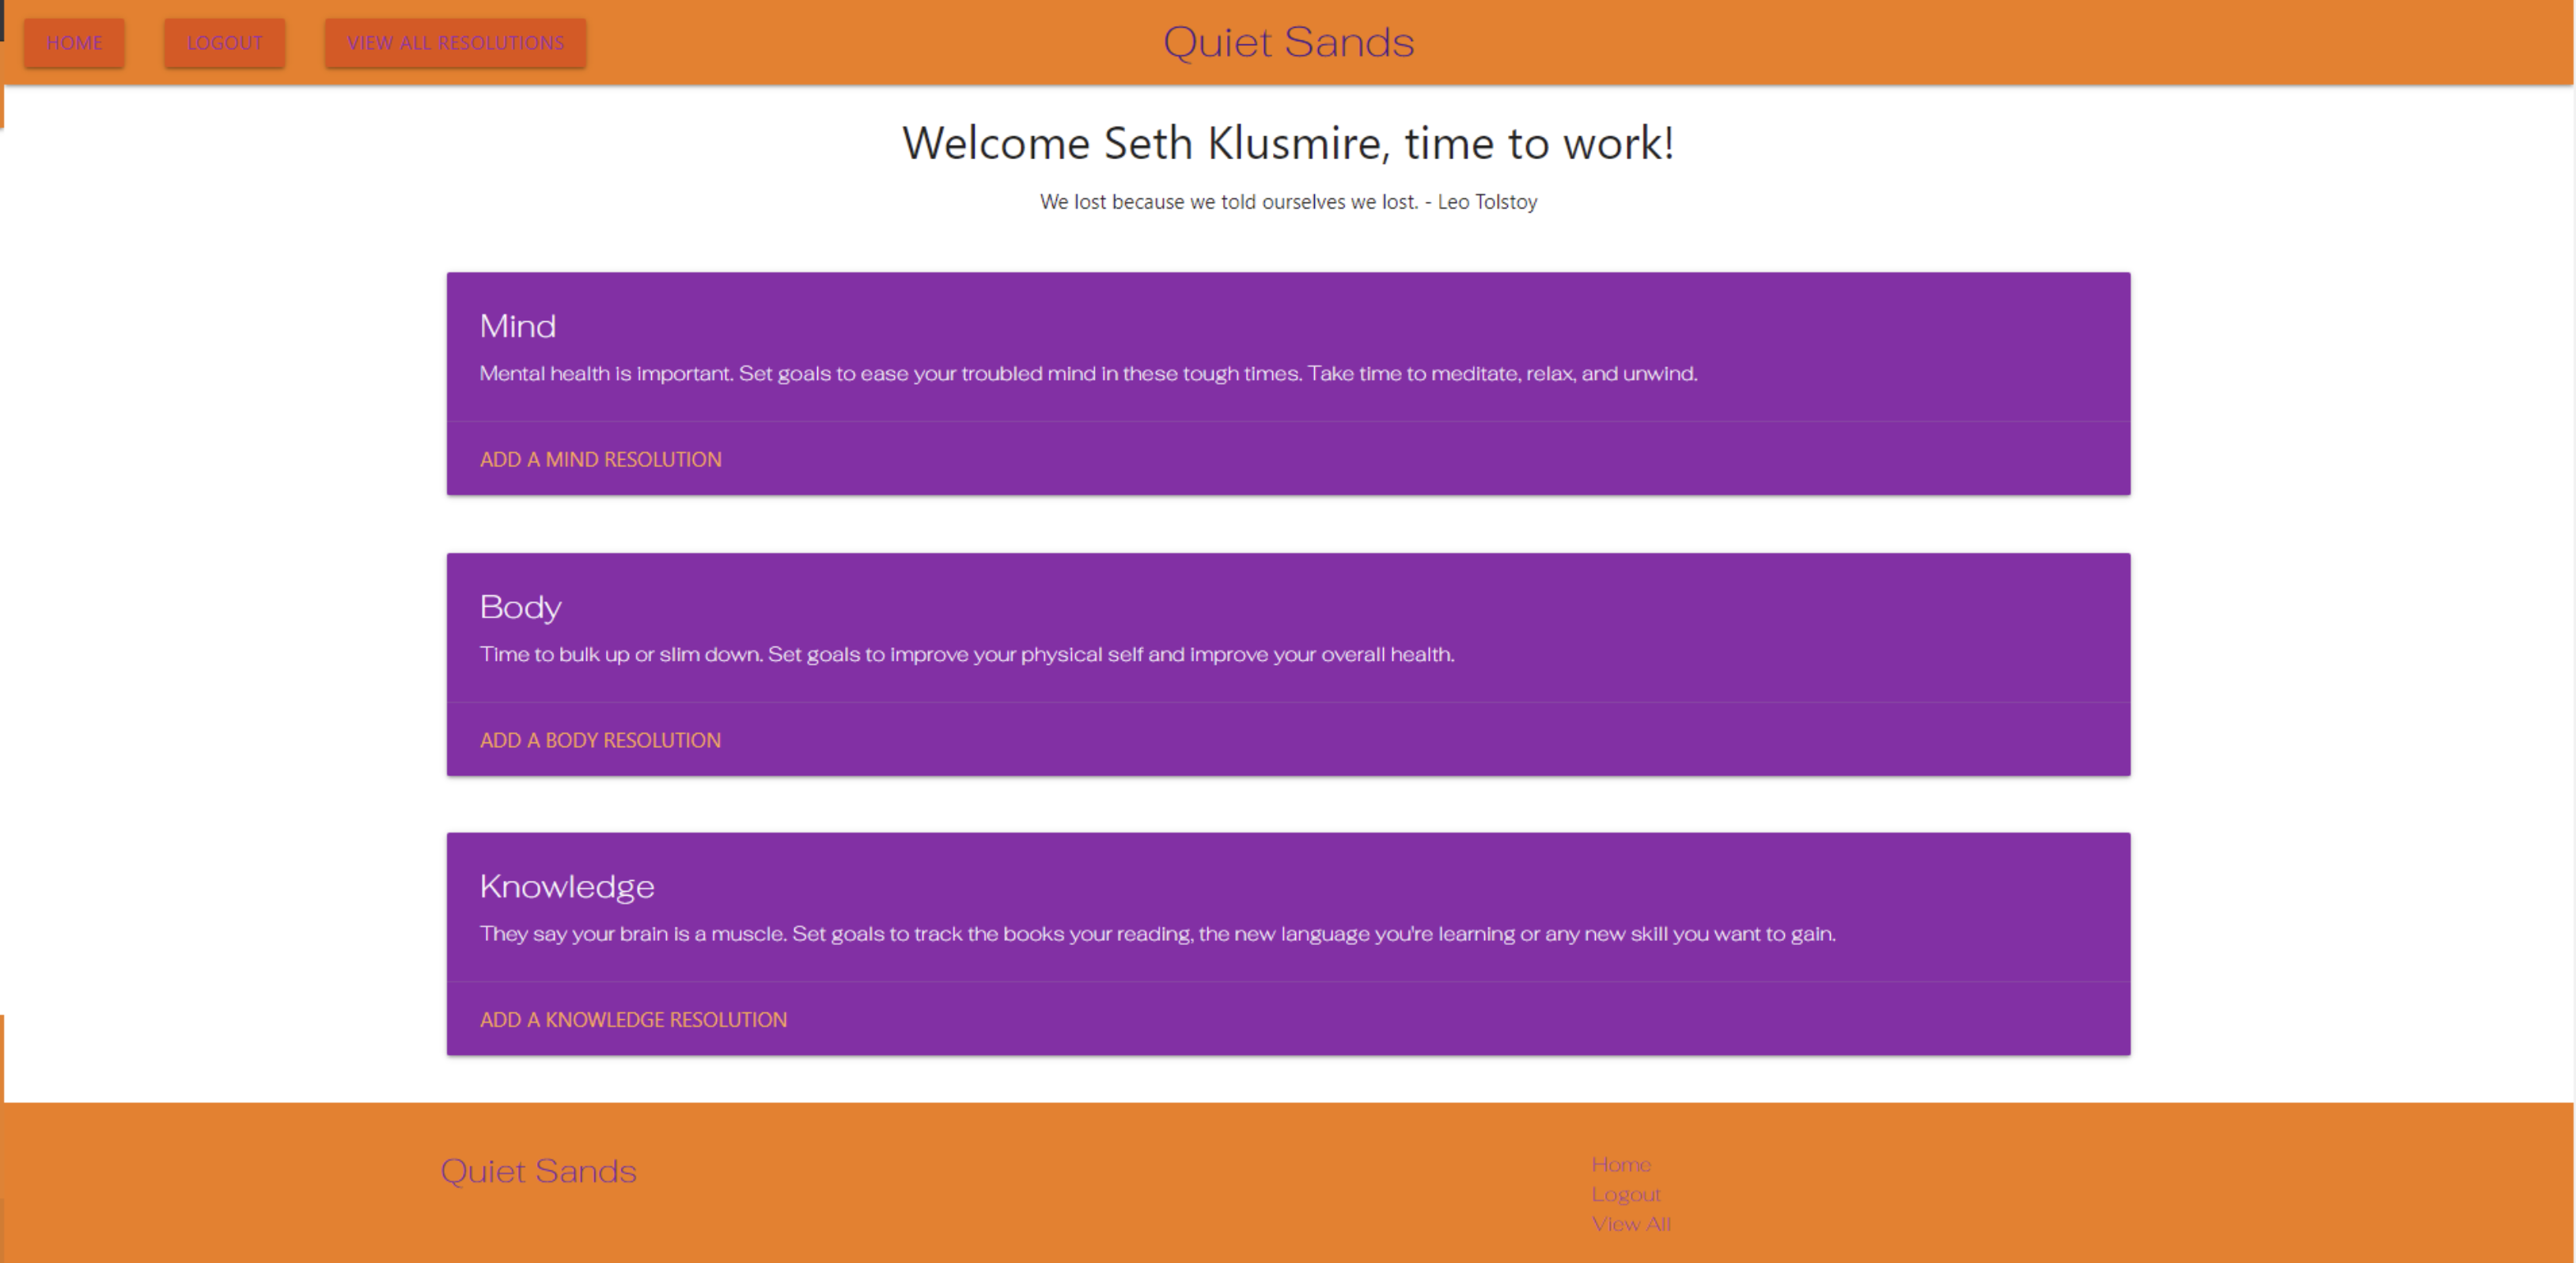 HOME LOGOUT VIEW ALL RESOLUTIONS Quiet Sands
Welcome Seth Klusmire, time to work!
We lost because we told ourselves we lost. - Leo Tolstoy
Mind
Mental health is important. Set goals to ease your troubled mind in these tough times. Take time to meditate, relax, and unwind.
ADD A MIND RESOLUTION
Body
Time to bulk up or slim down. Set goals to improve your physical self and improve your overall health.
ADD A BODY RESOLUTION
Knowledge
They say your brain is a muscle. Set goals to track the books your reading, the new language you're learning or any new skill you want to gain.
ADD A KNOWLEDGE RESOLUTION
Quiet Sands
Home
Logout
View All